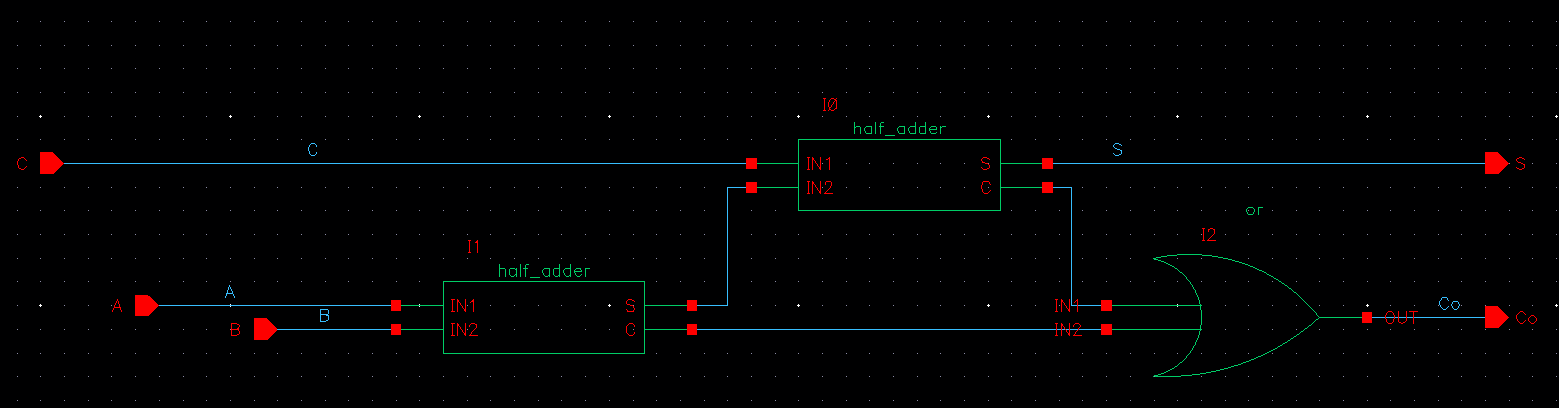 I0
half_adder
C
C
S
S
IN1
S
IN2
C
or
I2
I1
half_adder
A
A
IN1
S
IN1
B
B
IN2
C
IN2
OUT
Co
Co